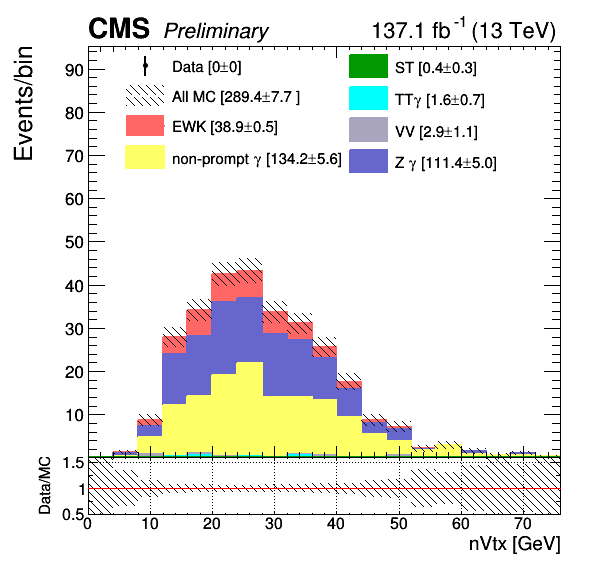 CMS Preliminary 137.1 fb⁻¹ (13 TeV)
Events/bin
Data [0±0]
All MC [289.4±7.7 ]
EWK [38.9±0.5]
non-prompt γ [134.2±5.6]
ST [0.4±0.3]
TTγ [1.6±0.7]
VV [2.9±1.1]
Z γ [111.4±5.0]
90
80
70
60
50
40
30
20
10
Data/MC
1.5
1
0.5
0 10 20 30 40 50 60 70
nVtx [GeV]